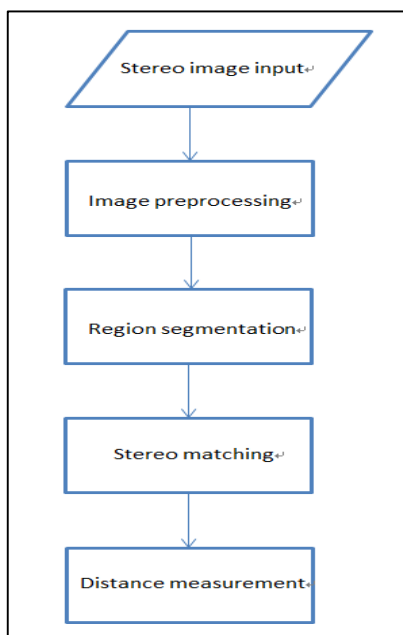 Stereo image input
Image preprocessing
Region segmentation
Stereo matching
Distance measurement